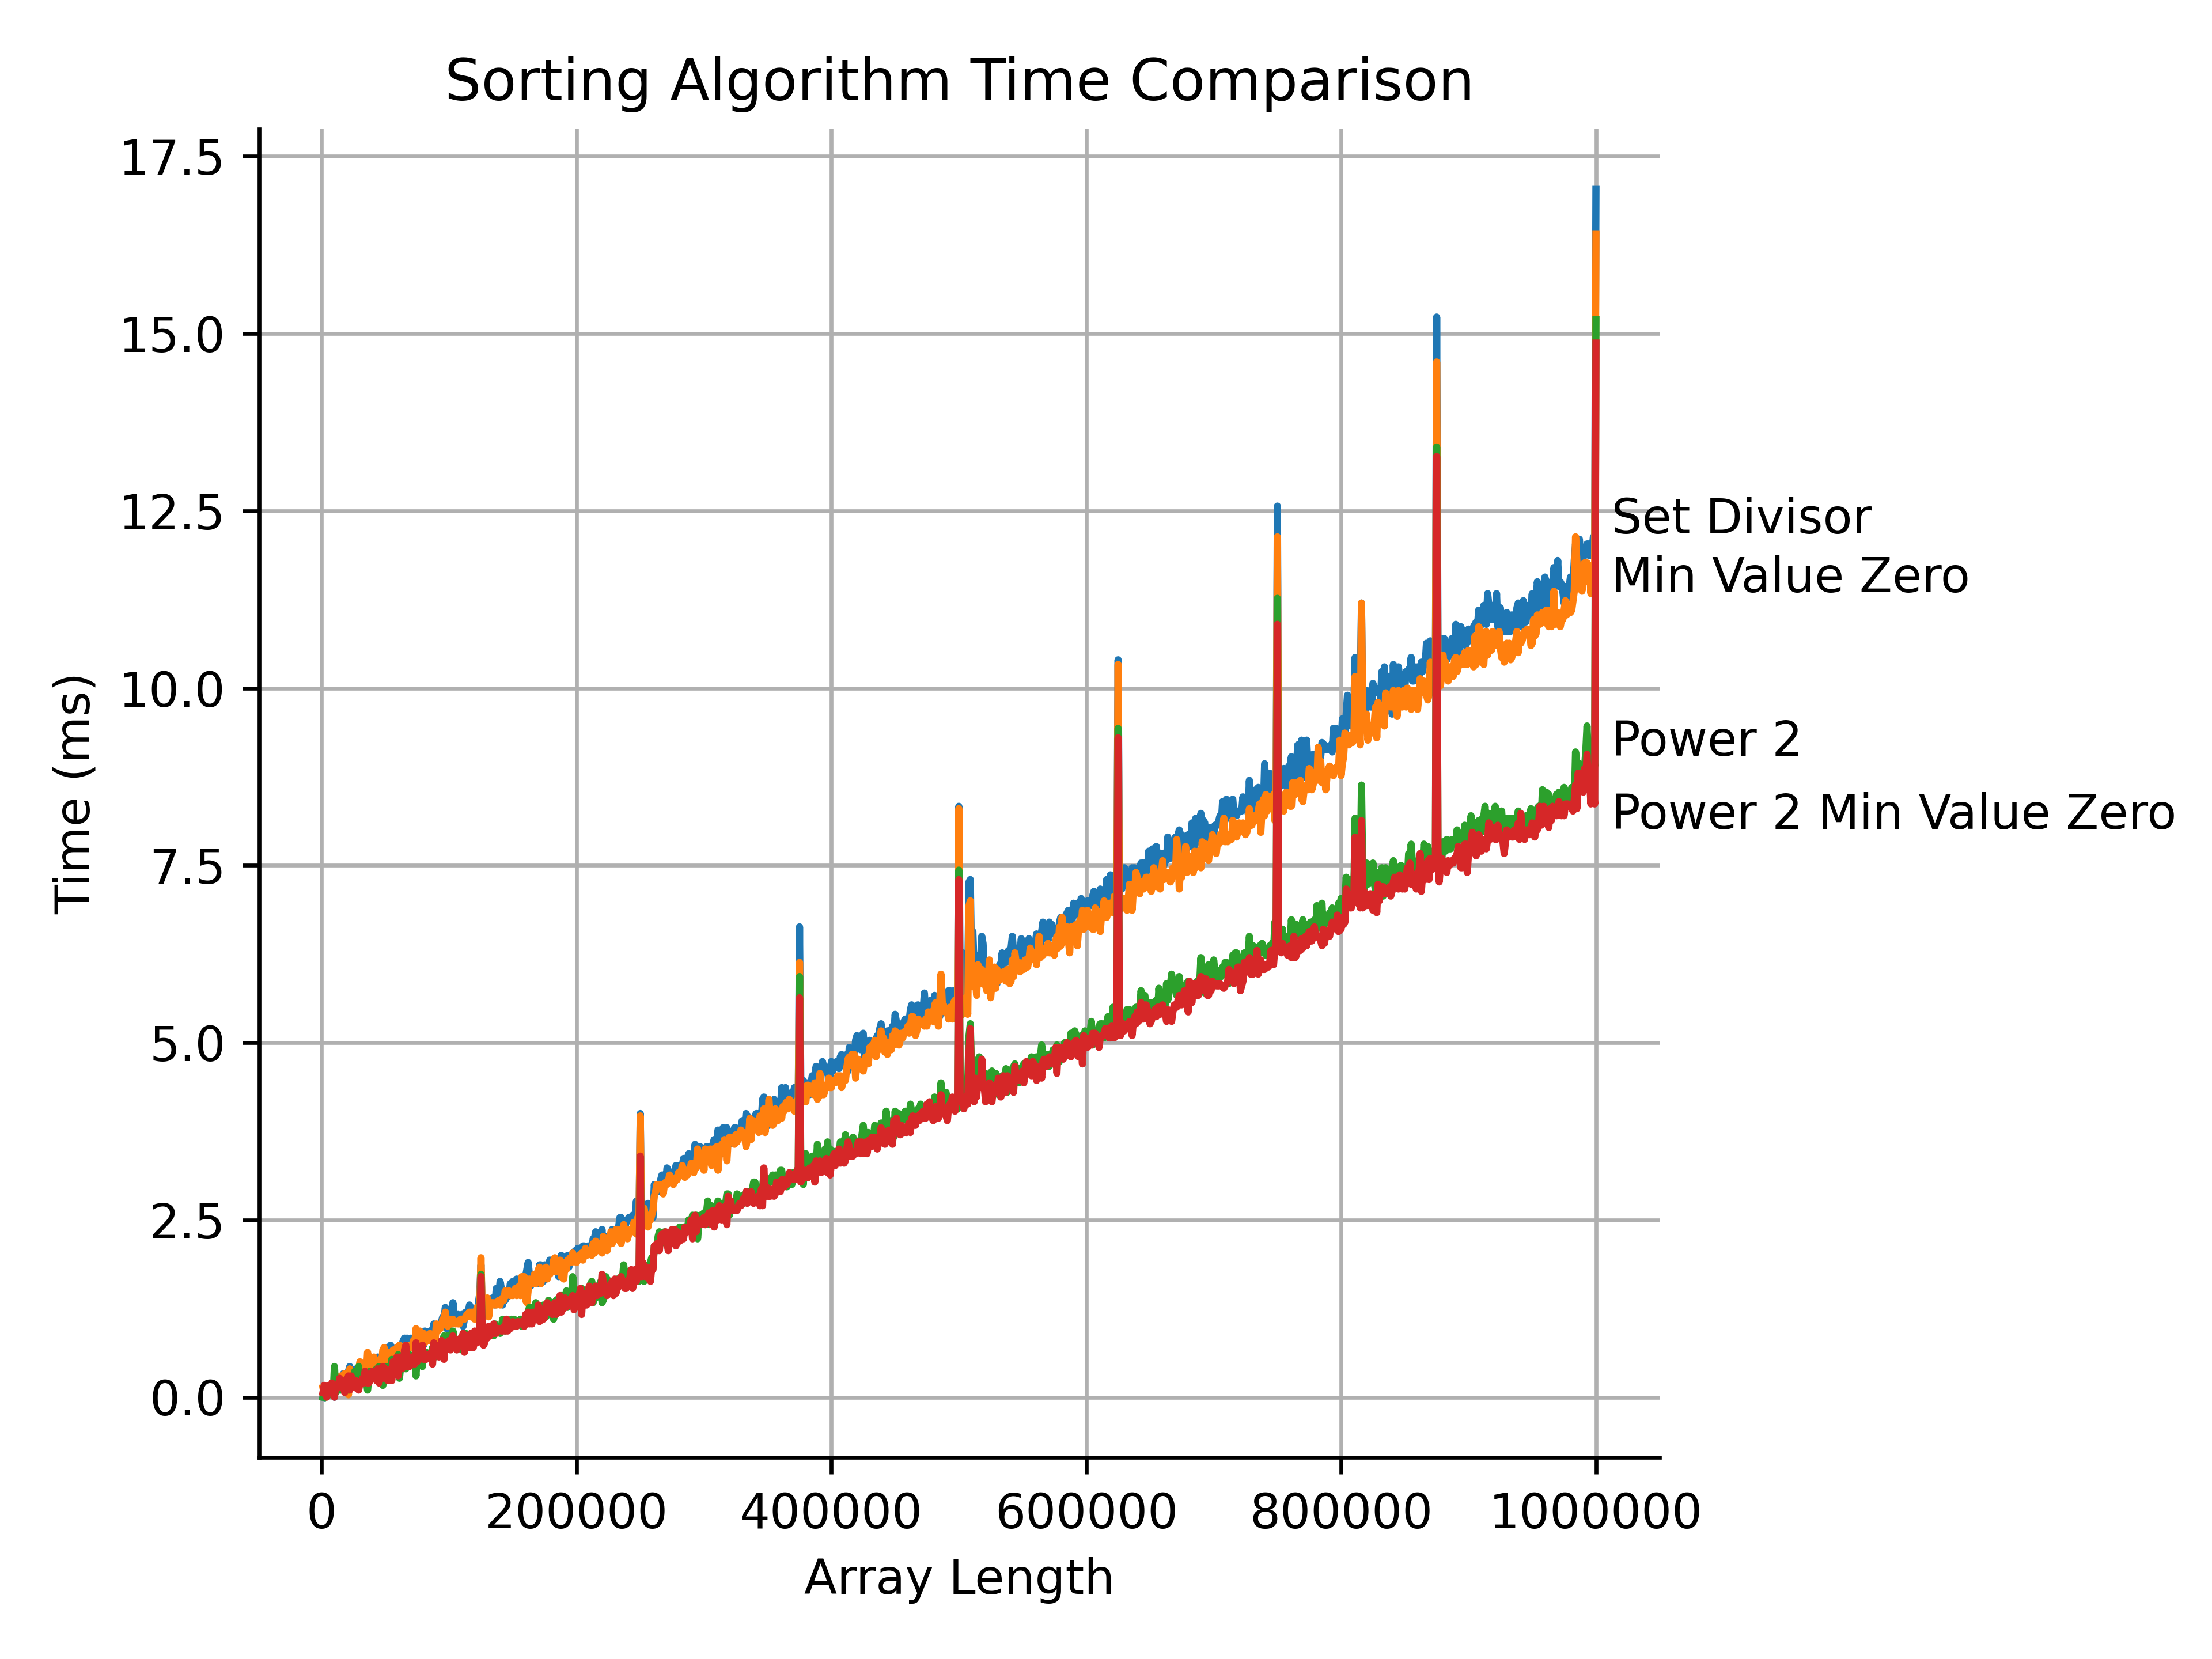 Sorting Algorithm Time Comparison
17.5
15.0
12.5
10.0
7.5
5.0
2.5
0.0
Time (ms)
Set Divisor
Min Value Zero
Power 2
Power 2 Min Value Zero
0 200000 400000 600000 800000 1000000
Array Length